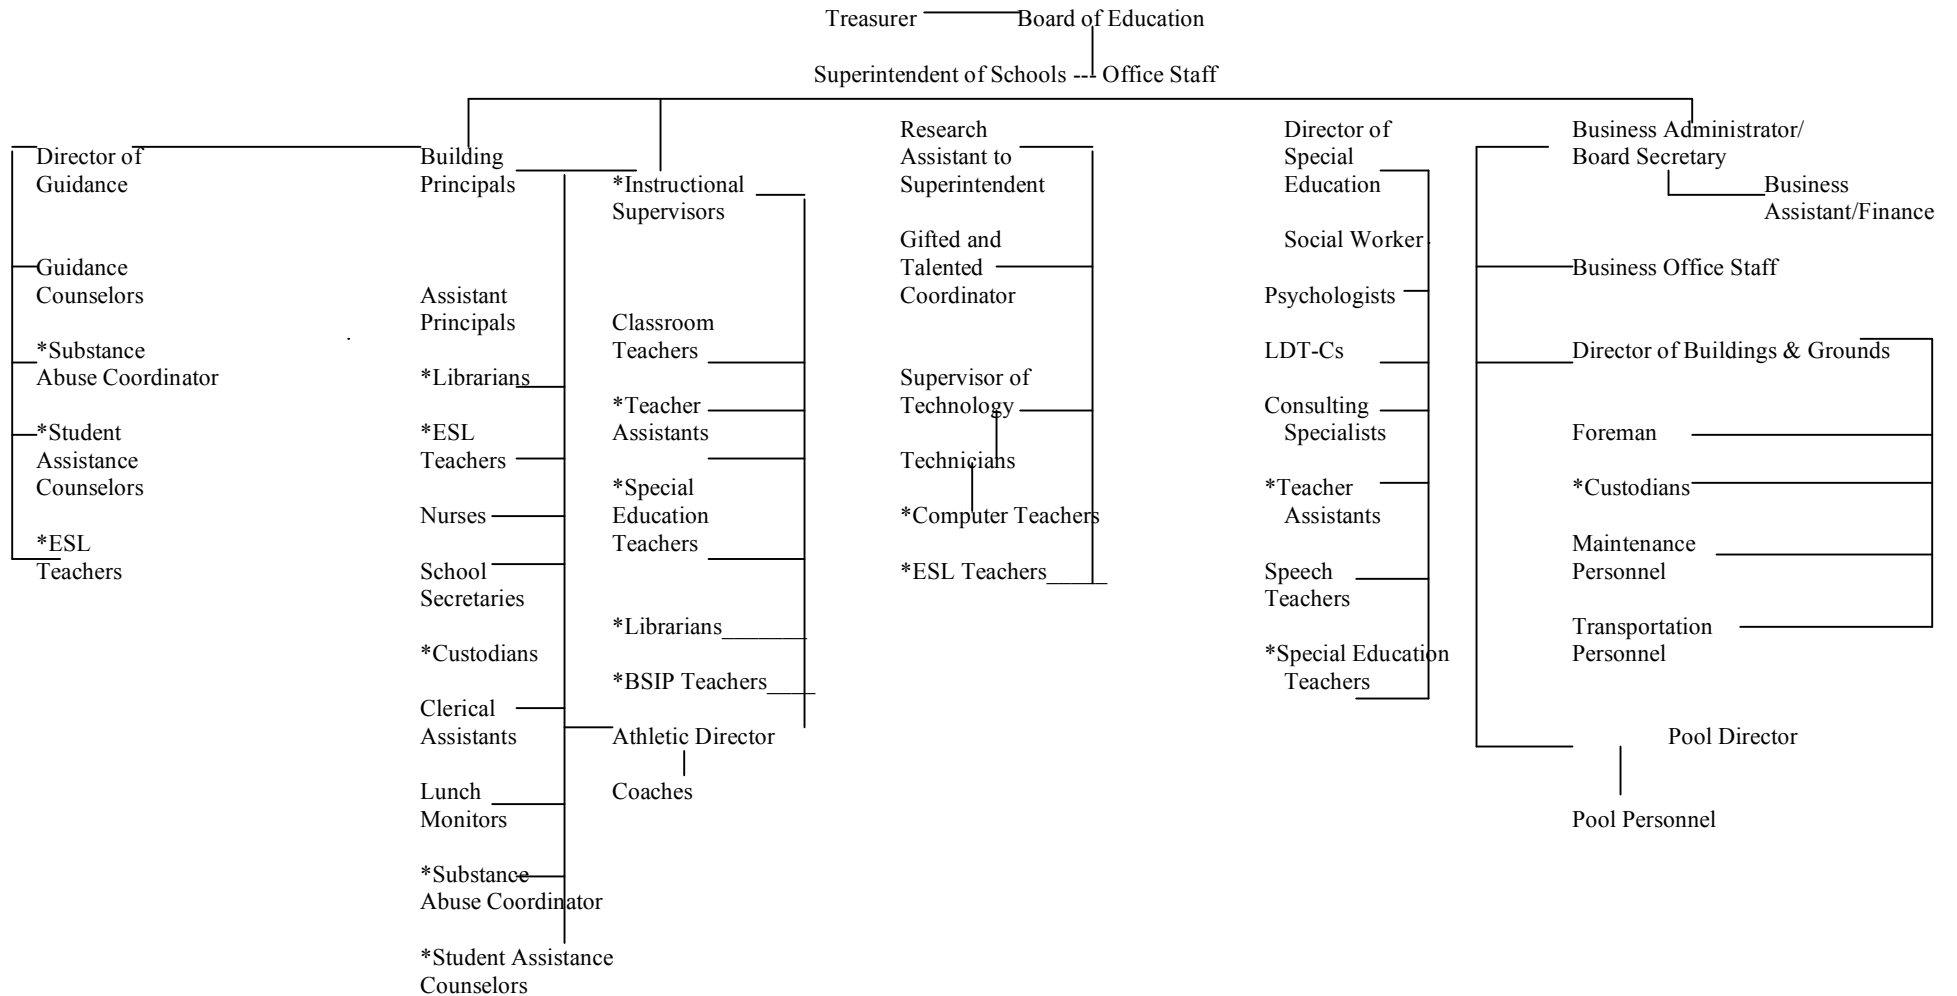 Treasurer Board of Education
Superintendent of Schools --- Office Staff
Director of
Guidance
Guidance
Counselors
*Substance
Abuse Coordinator
*Student
Assistance
Counselors
*ESL
Teachers
Building
Principals
Assistant
Principals
*Librarians
*ESL
Teachers
Nurses
School
Secretaries
*Custodians
Clerical
Assistants
Lunch
Monitors
*Substance
Abuse Coordinator
*Student Assistance
Counselors
*Instructional
Supervisors
Classroom
Teachers
*Teacher
Assistants
*Special
Education
Teachers
*Librarians_______
*BSIP Teachers____
Athletic Director
Coaches
Research
Assistant to
Superintendent
Gifted and
Talented
Coordinator
Supervisor of
Technology
Technicians
*Computer Teachers
*ESL Teachers_____
Director of
Special
Education
Social Worker
Psychologists
LDT-Cs
Consulting
Specialists
*Teacher
Assistants
Speech
Teachers
*Special Education
Teachers
Business Administrator/
Board Secretary
Business
Assistant/Finance
Business Office Staff
Director of Buildings & Grounds
Foreman
*Custodians
Maintenance
Personnel
Transportation
Personnel
Pool Director
Pool Personnel